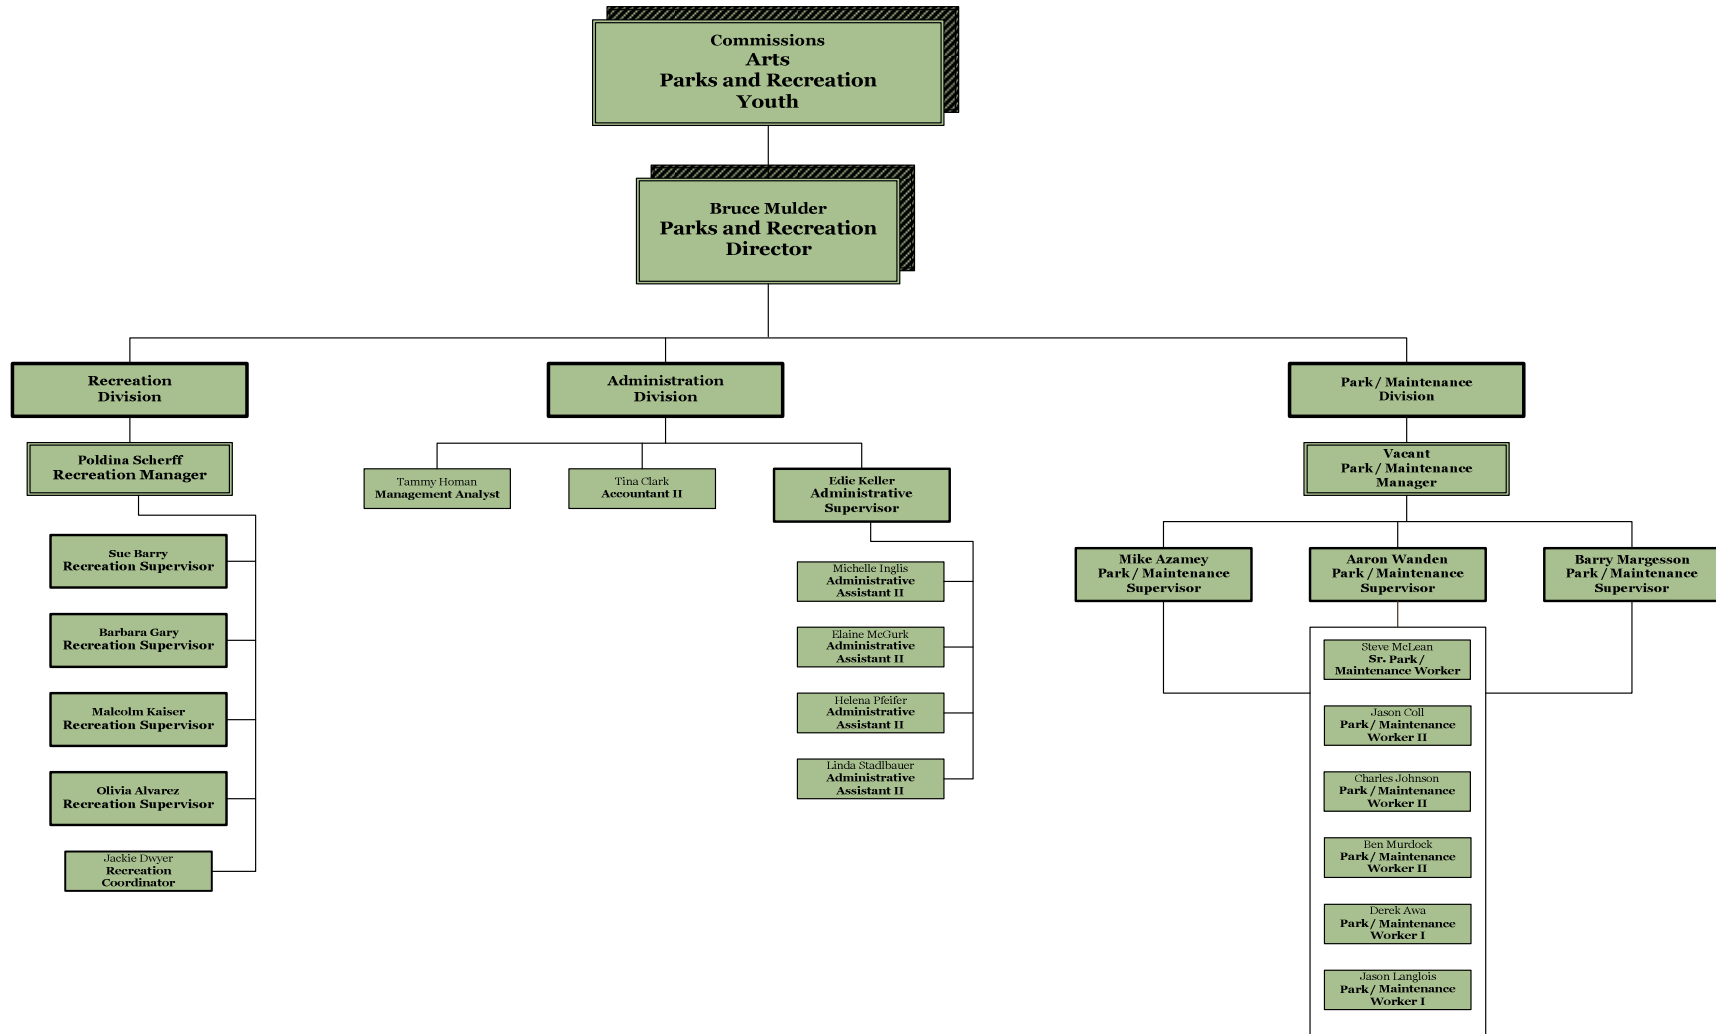 Commissions
Arts
Parks and Recreation
Youth
Bruce Mulder
Parks and Recreation
Director
Recreation
Division
Poldina Scherff
Recreation Manager
Sue Barry
Recreation Supervisor
Barbara Gary
Recreation Supervisor
Malcolm Kaiser
Recreation Supervisor
Olivia Alvarez
Recreation Supervisor
Jackie Dwyer
Recreation
Coordinator
Administration
Division
Tammy Homan
Management Analyst
Tina Clark
Accountant II
Edie Keller
Administrative
Supervisor
Michelle Inglis
Administrative
Assistant II
Elaine McGurk
Administrative
Assistant II
Helena Pfeifer
Administrative
Assistant II
Linda Stadlbauer
Administrative
Assistant II
Park / Maintenance
Division
Vacant
Park / Maintenance
Manager
Mike Azamey
Park / Maintenance
Supervisor
Aaron Wanden
Park / Maintenance
Supervisor
Barry Margesson
Park / Maintenance
Supervisor
Steve McLean
Sr. Park /
Maintenance Worker
Jason Coll
Park / Maintenance
Worker II
Charles Johnson
Park / Maintenance
Worker II
Ben Murdock
Park / Maintenance
Worker II
Derek Awa
Park / Maintenance
Worker I
Jason Langlois
Park / Maintenance
Worker I